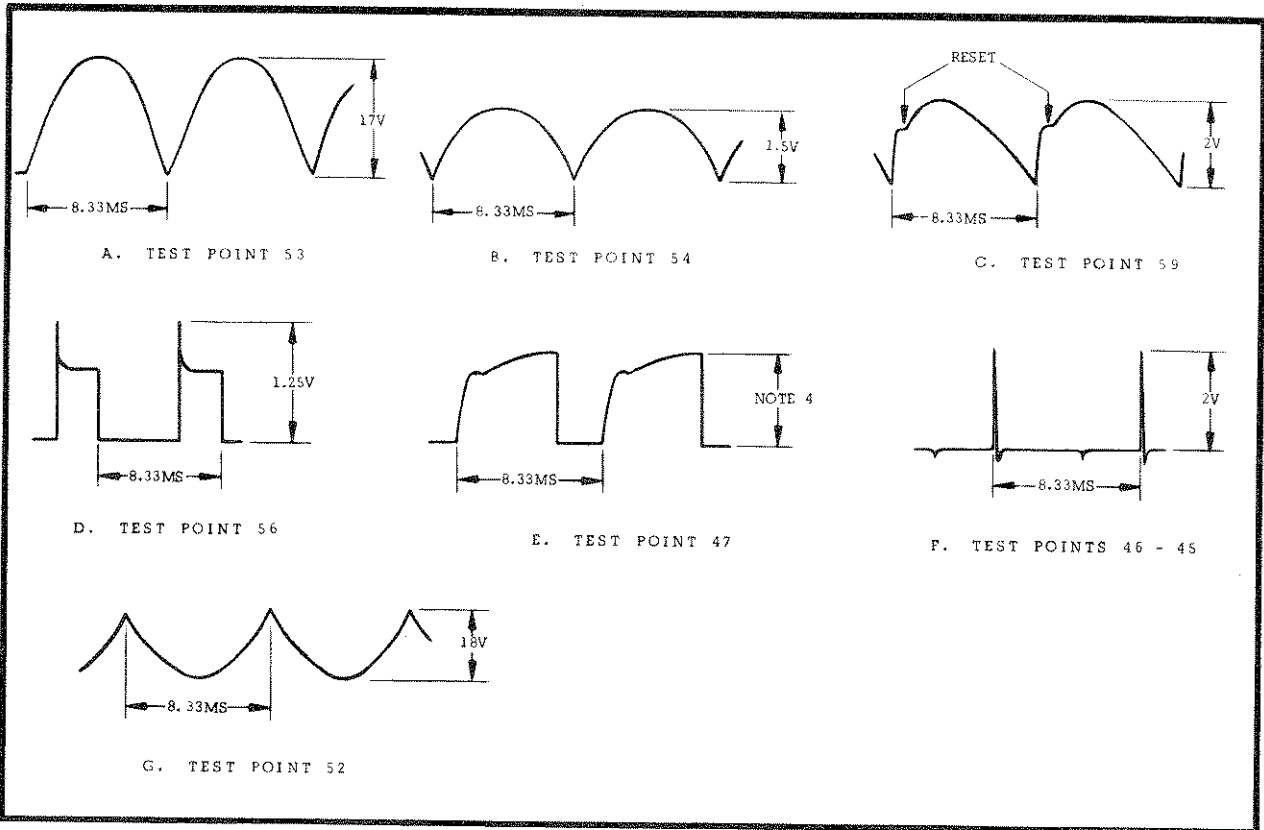 RESET
17V
8.33MS
A. TEST POINT 53
1.5V
8.33MS
B. TEST POINT 54
2V
8.33MS
C. TEST POINT 59
1.25V
8.33MS
D. TEST POINT 56
NOTE 4
8.33MS
E. TEST POINT 47
2V
8.33MS
F. TEST POINTS 46 - 45
18V
8.33MS
G. TEST POINT 52